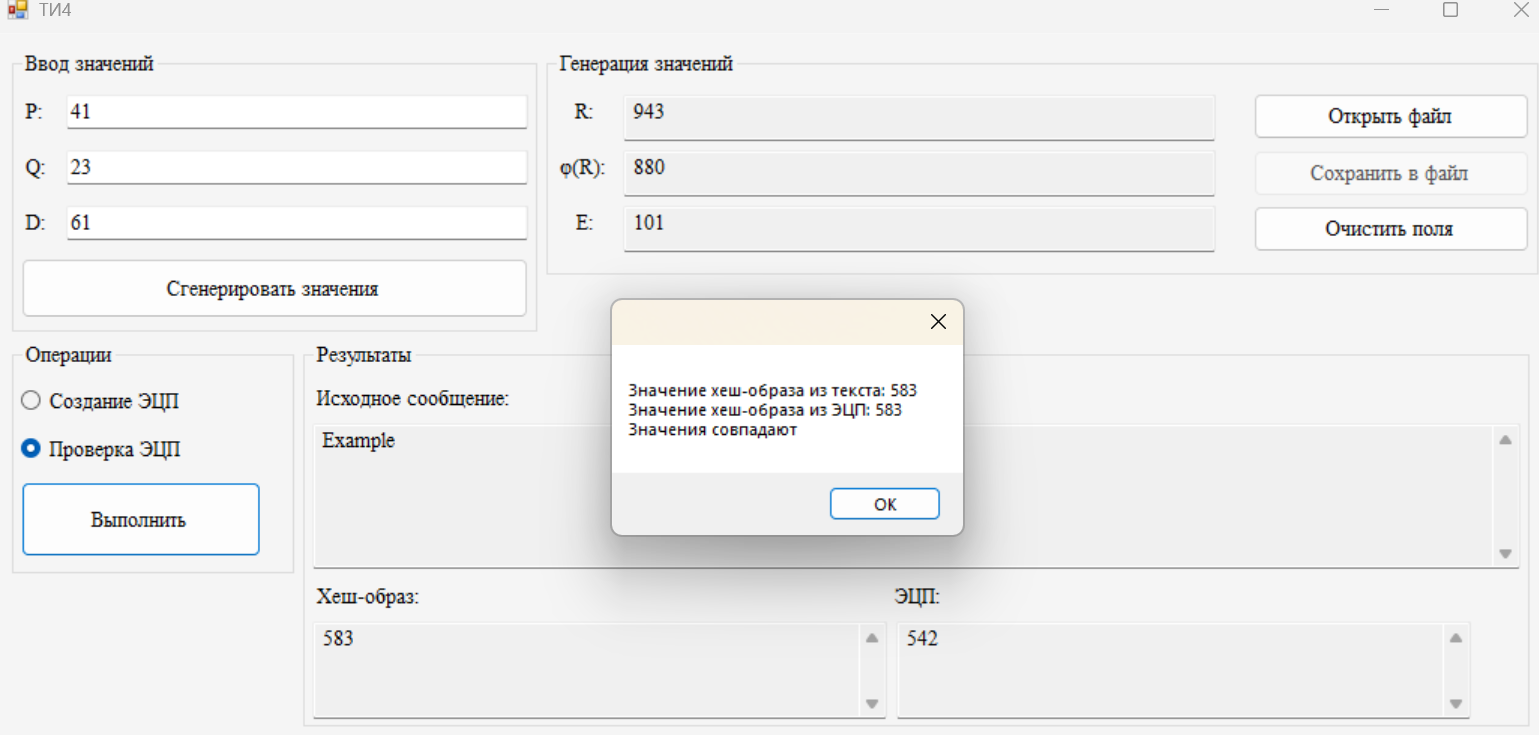 ТИ4
Ввод значений
P: 41
Q: 23
D: 61
Сгенерировать значения
Генерация значений
R: 943
φ(R): 880
E: 101
Открыть файл
Сохранить в файл
Очистить поля
Операции
Создание ЭЦП
Проверка ЭЦП
Выполнить
Результаты
Исходное сообщение:
Example
Хеш-образ:
583
ЭЦП:
542
Значение хеш-образа из текста: 583
Значение хеш-образа из ЭЦП: 583
Значения совпадают
ОК